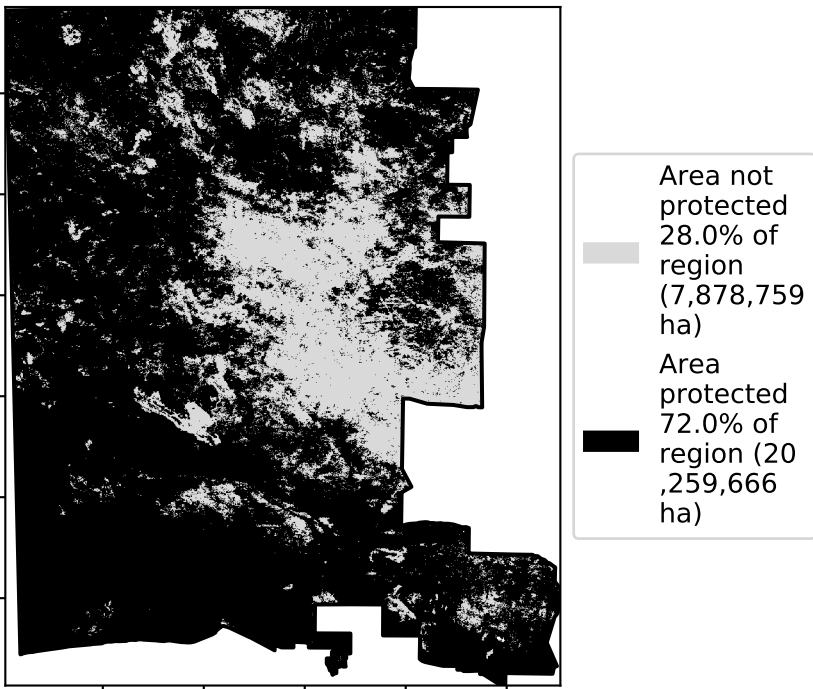 Area not
protected
28.0% of
region
(7,878,759
ha)
Area
protected
72.0% of
region (20
,259,666
ha)